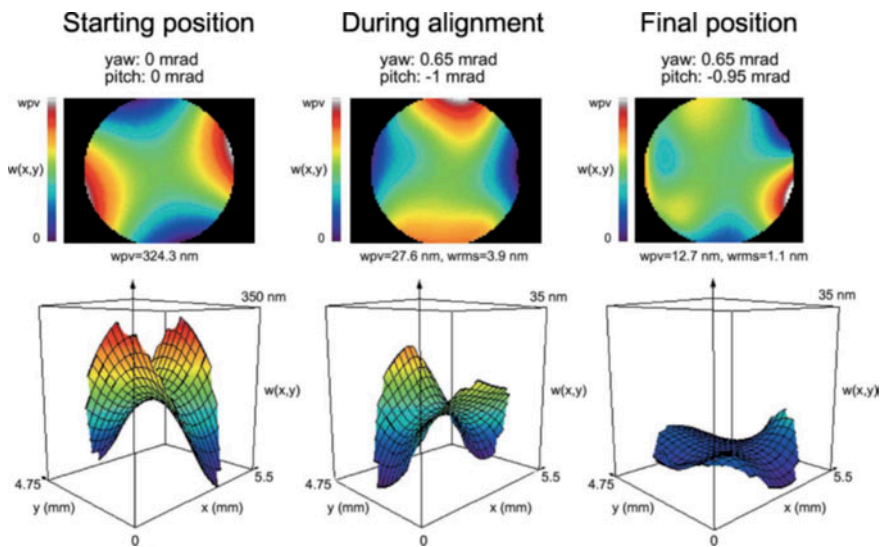 Starting position
During alignment
Final position
yaw: 0 mrad
pitch: 0 mrad
yaw: 0.65 mrad
pitch: -1 mrad
yaw: 0.65 mrad
pitch: -0.95 mrad
wpv
w(x,y)
0
wpv
w(x,y)
0
wpv
w(x,y)
0
wpv=324.3 nm
wpv=27.6 nm, wrms=3.9 nm
wpv=12.7 nm, wrms=1.1 nm
350 nm
w(x,y)
4.75
5.5
y (mm)
x (mm)
0
35 nm
w(x,y)
4.75
5.5
y (mm)
x (mm)
0
35 nm
w(x,y)
4.75
5.5
y (mm)
x (mm)
0